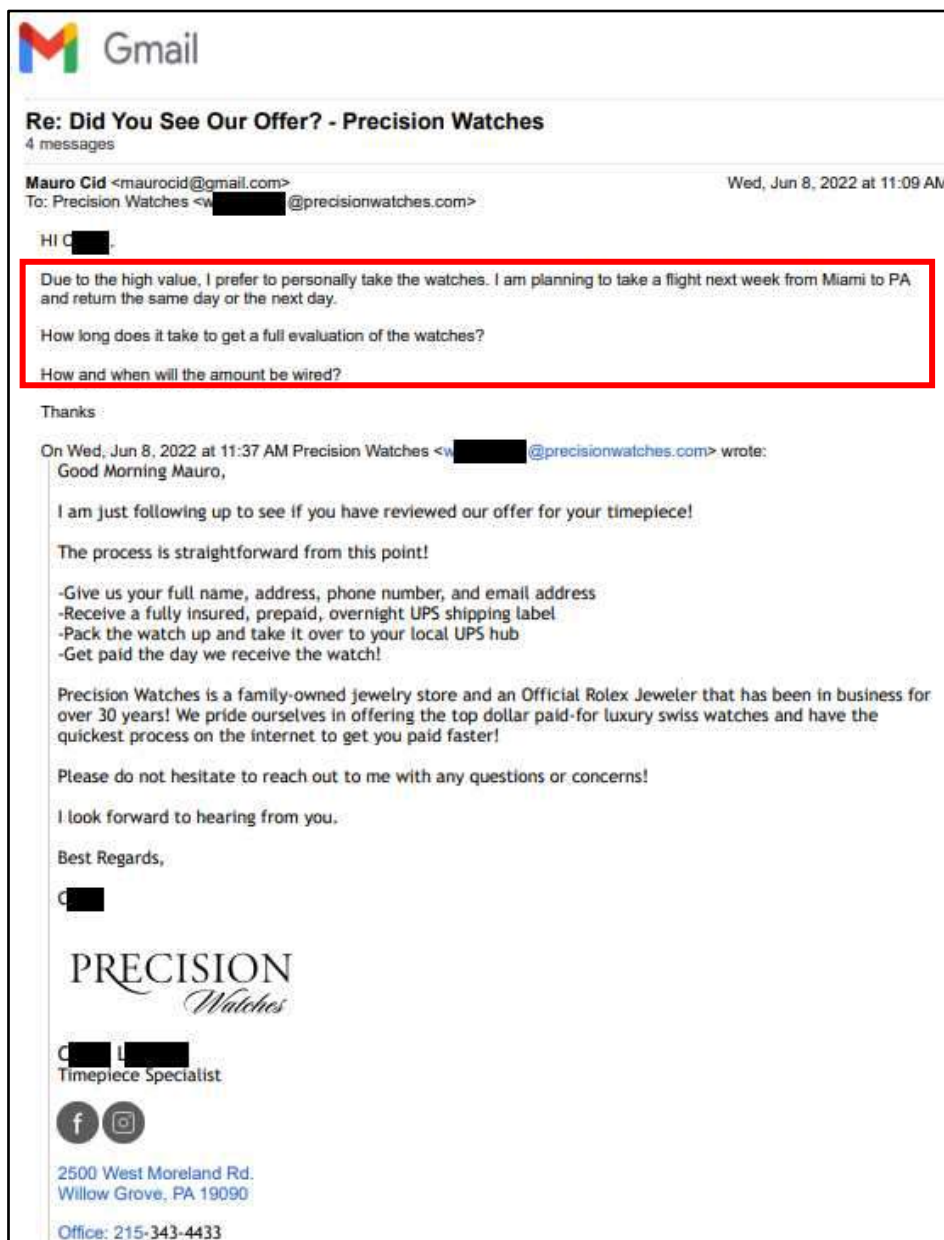 Gmail
Re: Did You See Our Offer? - Precision Watches
4 messages
Mauro Cid <maurocid@gmail.com>
Wed, Jun 8, 2022 at 11:09 AM
To: Precision Watches <w @precisionwatches.com>
HI C .
Due to the high value, I prefer to personally take the watches. I am planning to take a flight next week from Miami to PA
and return the same day or the next day.
How long does it take to get a full evaluation of the watches?
How and when will the amount be wired?
Thanks
On Wed, Jun 8, 2022 at 11:37 AM Precision Watches <w @precisionwatches.com> wrote:
Good Morning Mauro,
I am just following up to see if you have reviewed our offer for your timepiece!
The process is straightforward from this point!
-Give us your full name, address, phone number, and email address
-Receive a fully insured, prepaid, overnight UPS shipping label
-Pack the watch up and take it over to your local UPS hub
-Get paid the day we receive the watch!
Precision Watches is a family-owned jewelry store and an Official Rolex Jeweler that has been in business for
over 30 years! We pride ourselves in offering the top dollar paid-for luxury swiss watches and have the
quickest process on the internet to get you paid faster!
Please do not hesitate to reach out to me with any questions or concerns!
I look forward to hearing from you.
Best Regards,
C
PRECISION
Watches
C L
Timepiece Specialist
2500 West Moreland Rd.
Willow Grove, PA 19090
Office: 215-343-4433